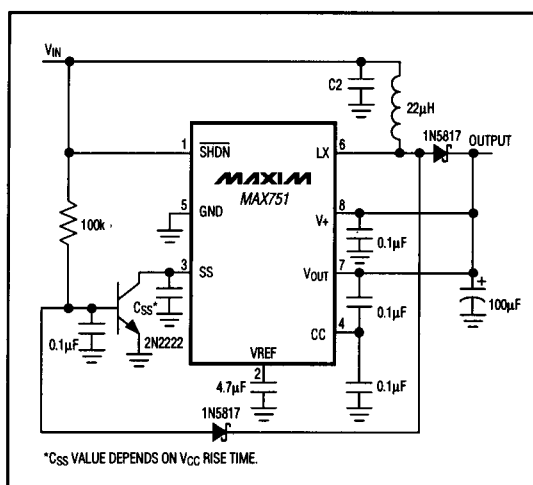 VIN
C2
22µH
1N5817
OUTPUT
1
SHDN
LX
6
MAXIM
MAX751
100k
5
GND
V+
8
0.1µF
3
SS
VOUT
7
CSS*
100µF
+
0.1µF
2N2222
CC
4
0.1µF
VREF
2
4.7µF
0.1µF
1N5817
*CSS VALUE DEPENDS ON VCC RISE TIME.